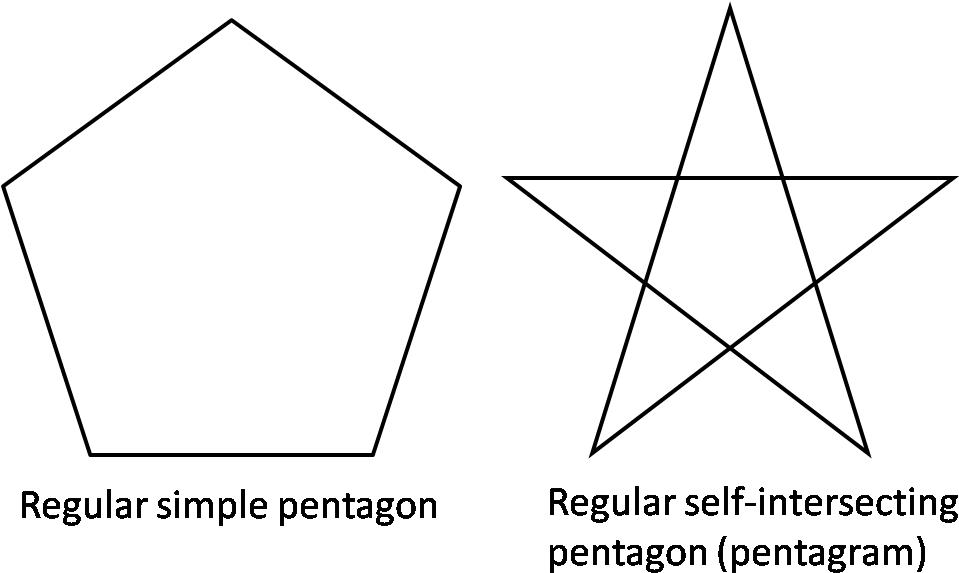 Regular simple pentagon
Regular self-intersecting
pentagon (pentagram)